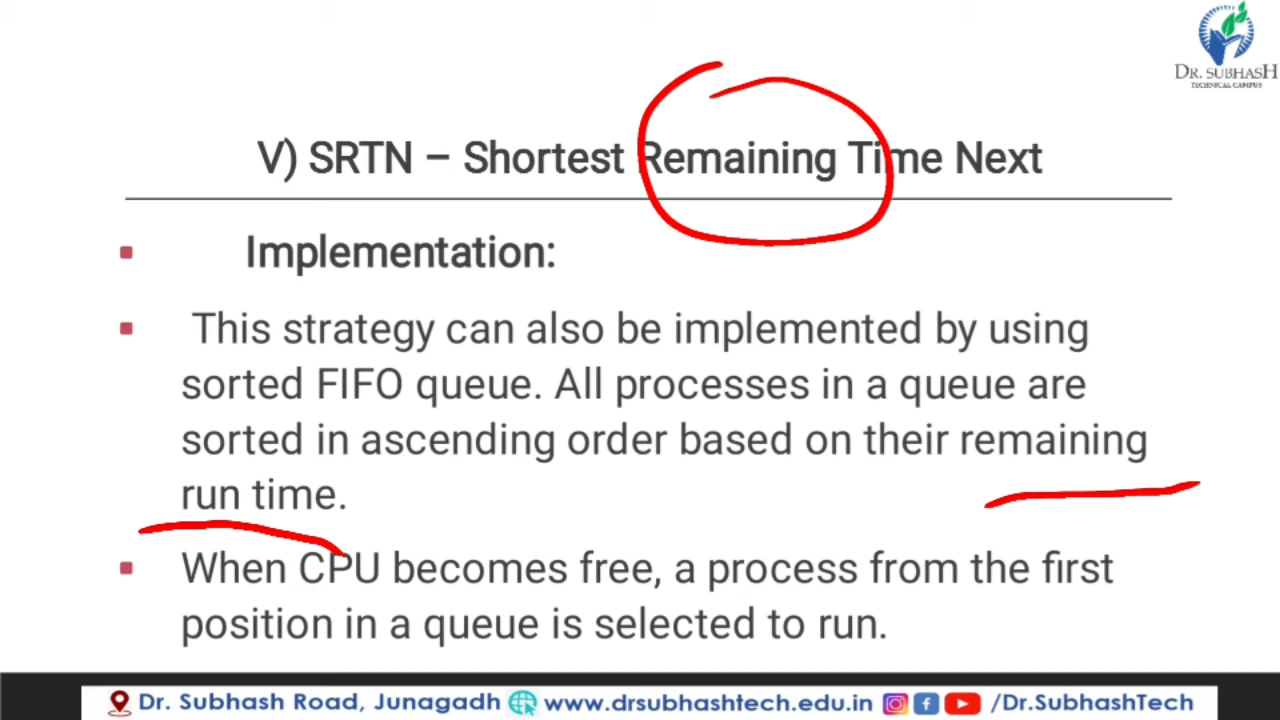 DR. SUBHASH
TECHNICAL CAMPUS
V) SRTN – Shortest Remaining Time Next
Implementation:
This strategy can also be implemented by using
sorted FIFO queue. All processes in a queue are
sorted in ascending order based on their remaining
run time.
When CPU becomes free, a process from the first
position in a queue is selected to run.
Dr. Subhash Road, Junagadh www.drsubhashtech.edu.in /Dr.SubhashTech